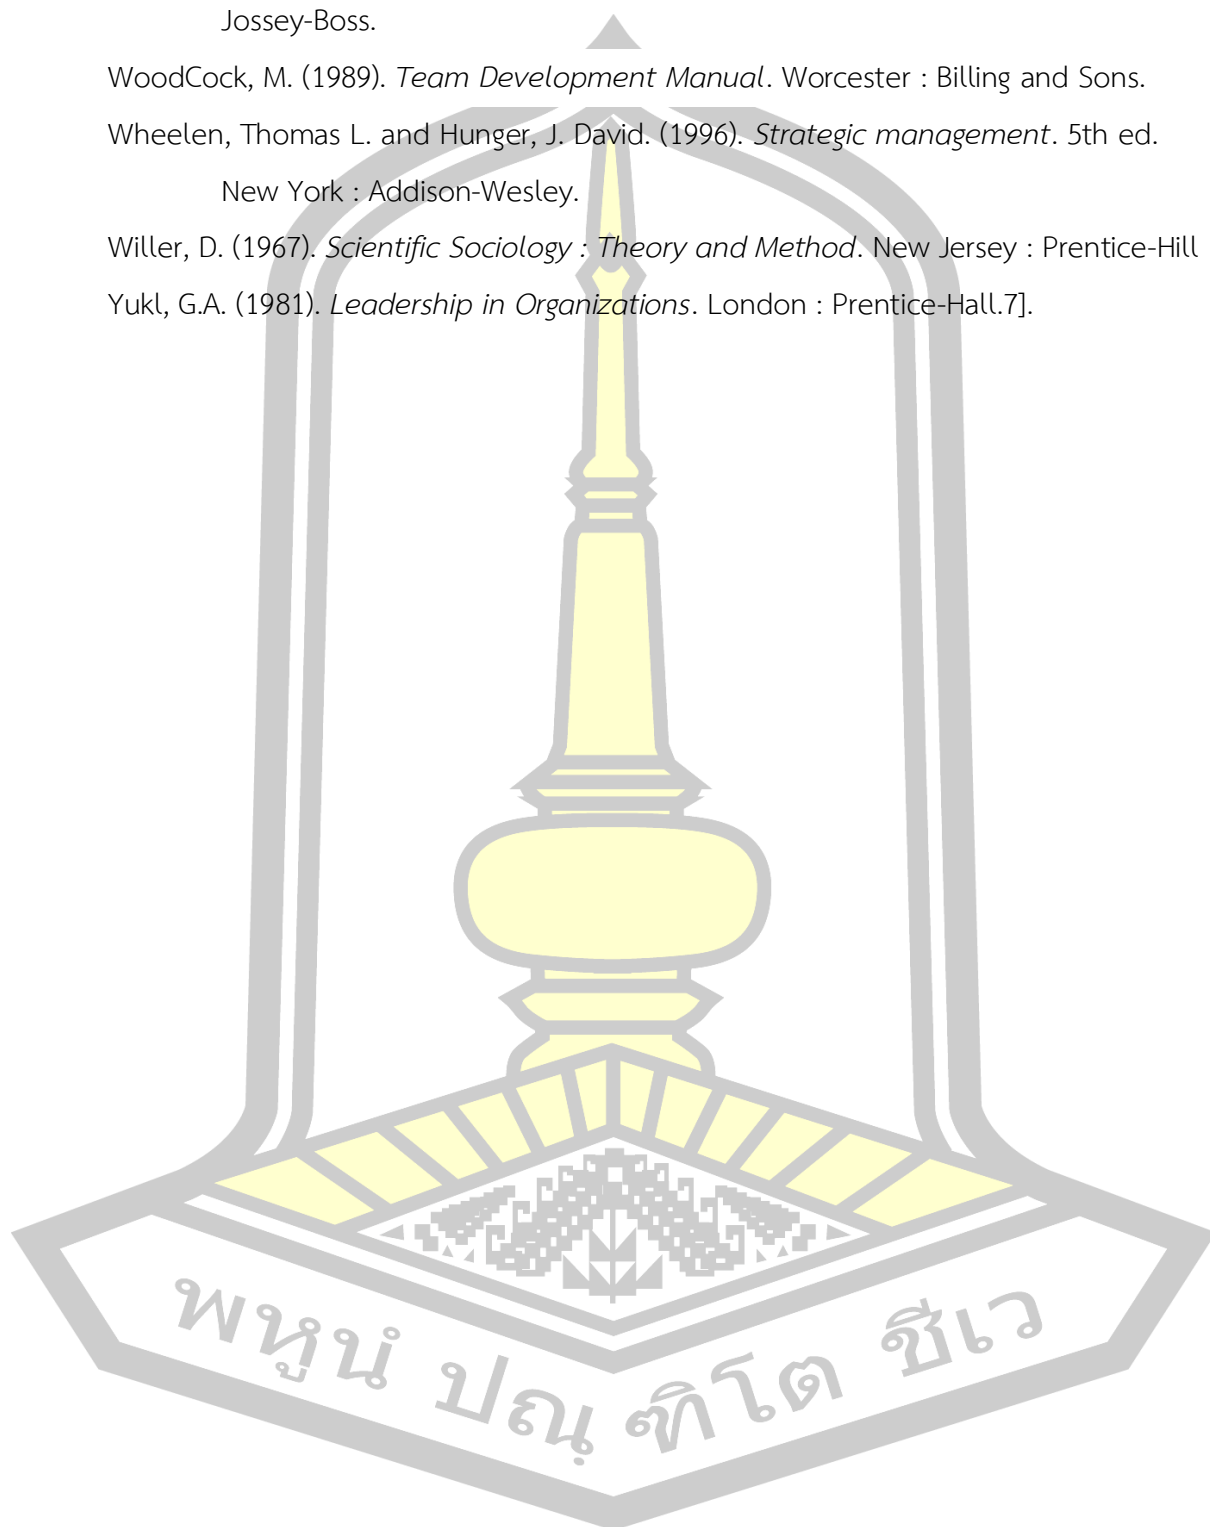 Jossey-Boss.
WoodCock, M. (1989). Team Development Manual. Worcester : Billing and Sons.
Wheelen, Thomas L. and Hunger, J. David. (1996). Strategic management. 5th ed.
New York : Addison-Wesley.
Willer, D. (1967). Scientific Sociology : Theory and Method. New Jersey : Prentice-Hill
Yukl, G.A. (1981). Leadership in Organizations. London : Prentice-Hall.7].
พหูนํ ปณฺ ฑิโต ชีเว